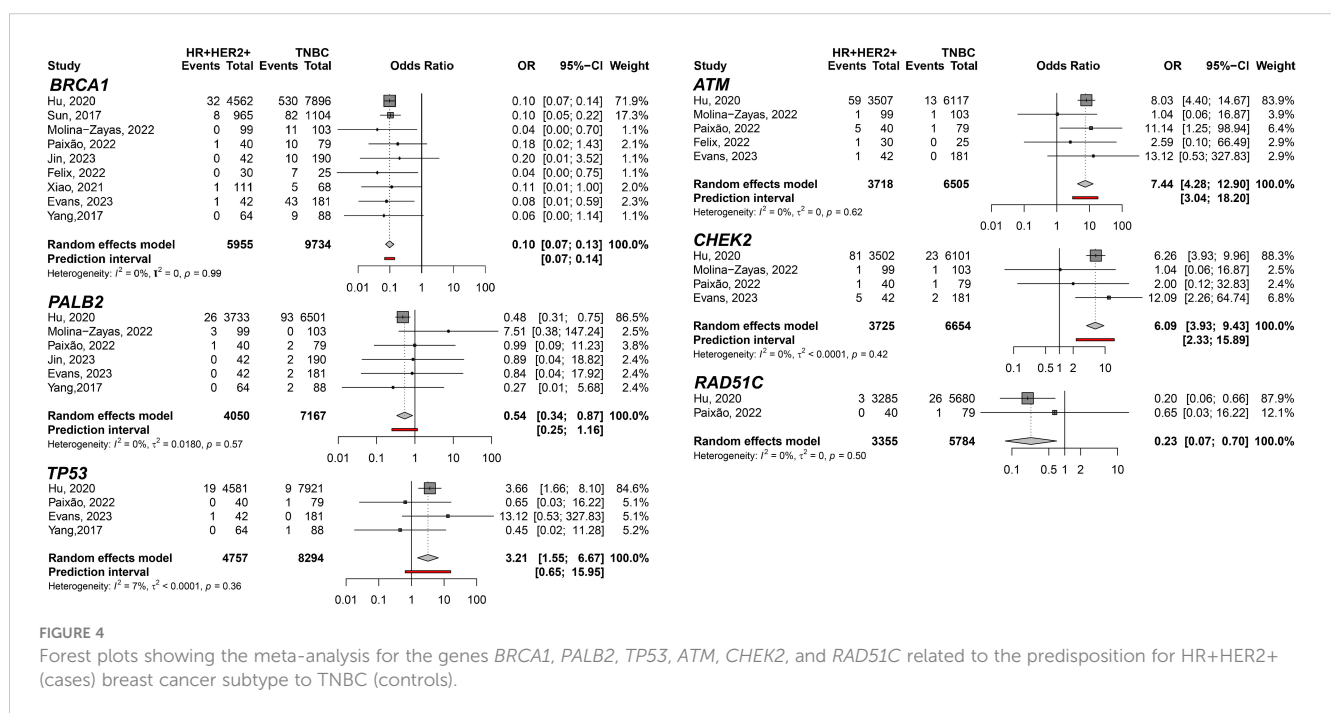 HR+HER2+ TNBC
Study Events Total Events Total Odds Ratio OR 95%−CI Weight
BRCA1
Hu, 2020 32 4562 530 7896 0.10 [0.07; 0.14] 71.9%
Sun, 2017 8 965 82 1104 0.10 [0.05; 0.22] 17.3%
Molina−Zayas, 2022 0 99 11 103 0.04 [0.00; 0.70] 1.1%
Paixão, 2022 1 40 10 79 0.18 [0.02; 1.43] 2.1%
Jin, 2023 0 42 10 190 0.20 [0.01; 3.52] 1.1%
Felix, 2022 0 30 7 25 0.04 [0.00; 0.75] 1.1%
Xiao, 2021 1 111 5 68 0.11 [0.01; 1.00] 2.0%
Evans, 2023 1 42 43 181 0.08 [0.01; 0.59] 2.3%
Yang,2017 0 64 9 88 0.06 [0.00; 1.14] 1.1%
Random effects model 5955 9734 0.10 [0.07; 0.13] 100.0%
Prediction interval [0.07; 0.14]
Heterogeneity: I² = 0%, τ² = 0, p = 0.99
0.01 0.1 1 10 100
PALB2
Hu, 2020 26 3733 93 6501 0.48 [0.31; 0.75] 86.5%
Molina−Zayas, 2022 3 99 0 103 7.51 [0.38; 147.24] 2.5%
Paixão, 2022 1 40 2 79 0.99 [0.09; 11.23] 3.8%
Jin, 2023 0 42 2 190 0.89 [0.04; 18.82] 2.4%
Evans, 2023 0 42 2 181 0.84 [0.04; 17.92] 2.4%
Yang,2017 0 64 2 88 0.27 [0.01; 5.68] 2.4%
Random effects model 4050 7167 0.54 [0.34; 0.87] 100.0%
Prediction interval [0.25; 1.16]
Heterogeneity: I² = 0%, τ² = 0.0180, p = 0.57
0.01 0.1 1 10 100
TP53
Hu, 2020 19 4581 9 7921 3.66 [1.66; 8.10] 84.6%
Paixão, 2022 0 40 1 79 0.65 [0.03; 16.22] 5.1%
Evans, 2023 1 42 0 181 13.12 [0.53; 327.83] 5.1%
Yang,2017 0 64 1 88 0.45 [0.02; 11.28] 5.2%
Random effects model 4757 8294 3.21 [1.55; 6.67] 100.0%
Prediction interval [0.65; 15.95]
Heterogeneity: I² = 7%, τ² < 0.0001, p = 0.36
0.01 0.1 1 10 100
HR+HER2+ TNBC
Study Events Total Events Total Odds Ratio OR 95%−CI Weight
ATM
Hu, 2020 59 3507 13 6117 8.03 [4.40; 14.67] 83.9%
Molina−Zayas, 2022 1 99 1 103 1.04 [0.06; 16.87] 3.9%
Paixão, 2022 5 40 1 79 11.14 [1.25; 98.94] 6.4%
Felix, 2022 1 30 0 25 2.59 [0.10; 66.49] 2.9%
Evans, 2023 1 42 0 181 13.12 [0.53; 327.83] 2.9%
Random effects model 3718 6505 7.44 [4.28; 12.90] 100.0%
Prediction interval [3.04; 18.20]
Heterogeneity: I² = 0%, τ² = 0, p = 0.62
0.01 0.1 1 10 100
CHEK2
Hu, 2020 81 3502 23 6101 6.26 [3.93; 9.96] 88.3%
Molina−Zayas, 2022 1 99 1 103 1.04 [0.06; 16.87] 2.5%
Paixão, 2022 1 40 1 79 2.00 [0.12; 32.83] 2.5%
Evans, 2023 5 42 2 181 12.09 [2.26; 64.74] 6.8%
Random effects model 3725 6654 6.09 [3.93; 9.43] 100.0%
Prediction interval [2.33; 15.89]
Heterogeneity: I² = 0%, τ² < 0.0001, p = 0.42
0.1 0.5 1 2 10
RAD51C
Hu, 2020 3 3285 26 5680 0.20 [0.06; 0.66] 87.9%
Paixão, 2022 0 40 1 79 0.65 [0.03; 16.22] 12.1%
Random effects model 3355 5784 0.23 [0.07; 0.70] 100.0%
Heterogeneity: I² = 0%, τ² = 0, p = 0.50
0.1 0.5 1 2 10
FIGURE 4
Forest plots showing the meta-analysis for the genes BRCA1, PALB2, TP53, ATM, CHEK2, and RAD51C related to the predisposition for HR+HER2+
(cases) breast cancer subtype to TNBC (controls).